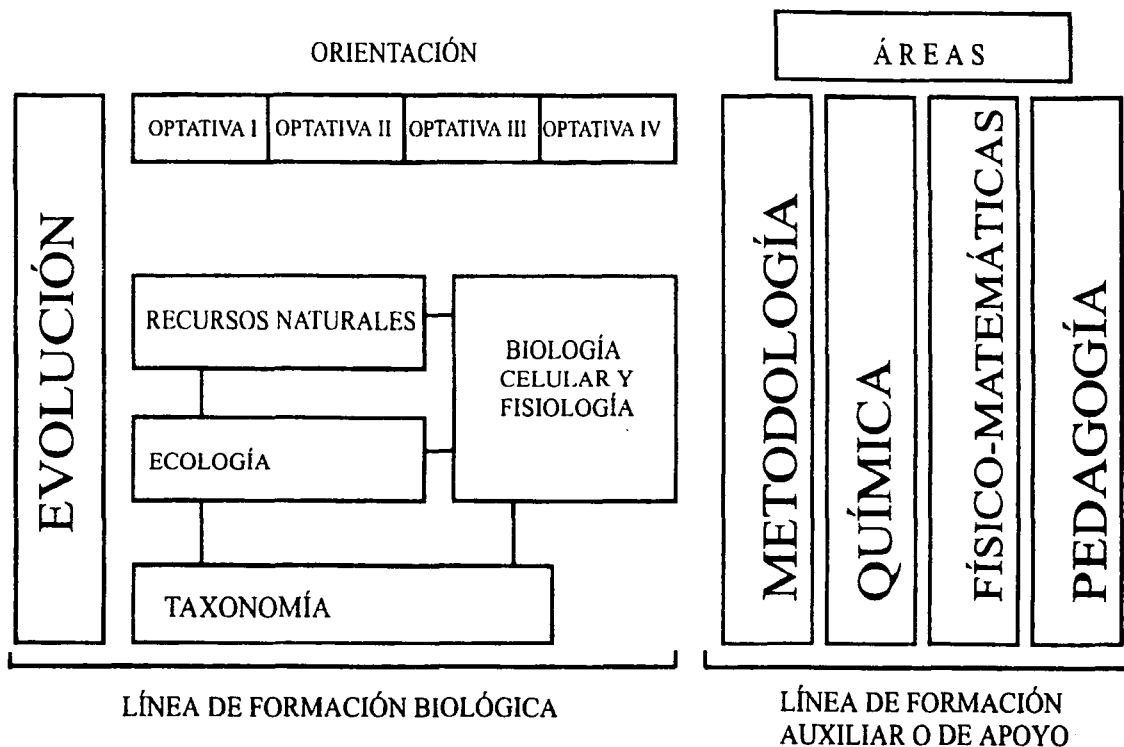 ORIENTACIÓN
OPTATIVA I
OPTATIVA II
OPTATIVA III
OPTATIVA IV
EVOLUCIÓN
RECURSOS NATURALES
ECOLOGÍA
BIOLOGÍA
CELULAR Y
FISIOLOGÍA
TAXONOMÍA
LÍNEA DE FORMACIÓN BIOLÓGICA
ÁREAS
METODOLOGÍA
QUÍMICA
FÍSICO-MATEMÁTICAS
PEDAGOGÍA
LÍNEA DE FORMACIÓN
AUXILIAR O DE APOYO